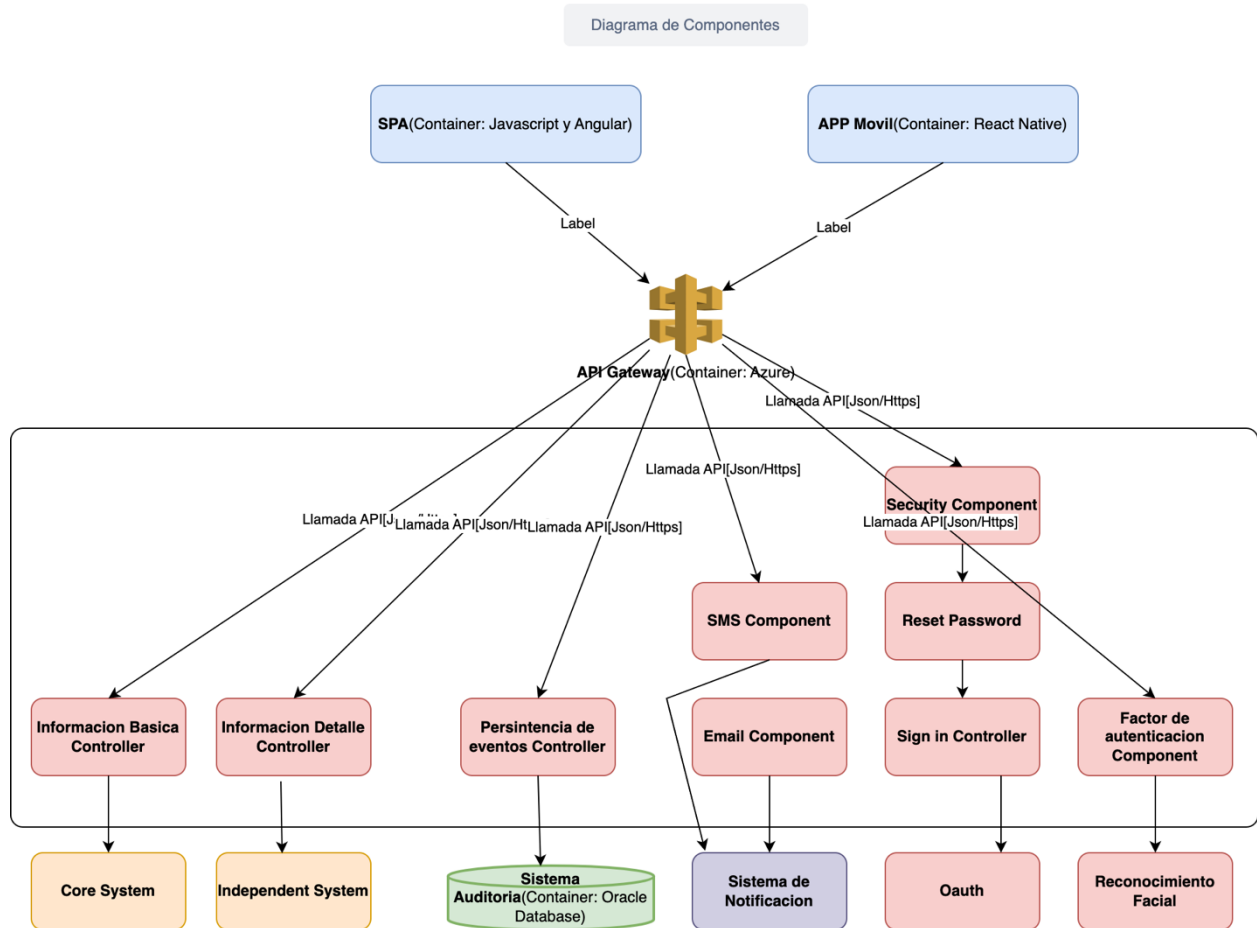 Diagrama de Componentes
SPA(Container: Javascript y Angular)
APP Movil(Container: React Native)
Label
Label
API Gateway(Container: Azure)
Llamada API[Json/Https]
Llamada API[Json/Https]
Llamada API[J
Llamada API[Json/Ht
Llamada API[Json/Https]
Llamada API[Json/Https]
Security Component
SMS Component
Reset Password
Informacion Basica
Controller
Informacion Detalle
Controller
Persintencia de
eventos Controller
Email Component
Sign in Controller
Factor de
autenticacion
Component
Core System
Independent System
Sistema
Auditoria(Container: Oracle
Database)
Sistema de
Notificacion
Oauth
Reconocimiento
Facial